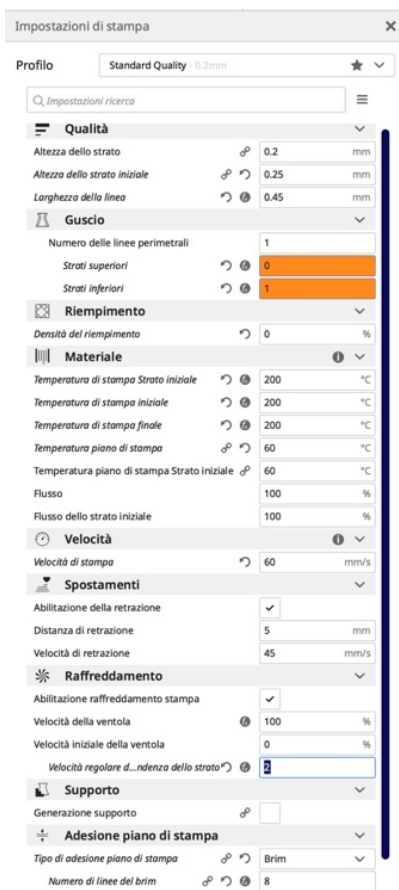 Impostazioni di stampa
Profilo Standard Quality - 0.2mm
Impostazioni ricerca
Qualità
Altezza dello strato 0.2 mm
Altezza dello strato iniziale 0.25 mm
Larghezza della linea 0.45 mm
Guscio
Numero delle linee perimetrali 1
Strati superiori 0
Strati inferiori 1
Riempimento
Densità del riempimento 0 %
Materiale
Temperatura di stampa Strato iniziale 200 °C
Temperatura di stampa iniziale 200 °C
Temperatura di stampa finale 200 °C
Temperatura piano di stampa 60 °C
Temperatura piano di stampa Strato iniziale 60 °C
Flusso 100 %
Flusso dello strato iniziale 100 %
Velocità
Velocità di stampa 60 mm/s
Spostamenti
Abilitazione della retrazione
Distanza di retrazione 5 mm
Velocità di retrazione 45 mm/s
Raffreddamento
Abilitazione raffreddamento stampa
Velocità della ventola 100 %
Velocità iniziale della ventola 0 %
Velocità regolare d...ndenza dello strato 2
Supporto
Generazione supporto
Adesione piano di stampa
Tipo di adesione piano di stampa Brim
Numero di linee del brim 8